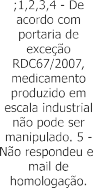 ;1,2,3,4 - De
acordo com
portaria de
exceção
RDC67/2007,
medicamento
produzido em
escala industrial
não pode ser
manipulado. 5 -
Não respondeu e
mail de
homologação.